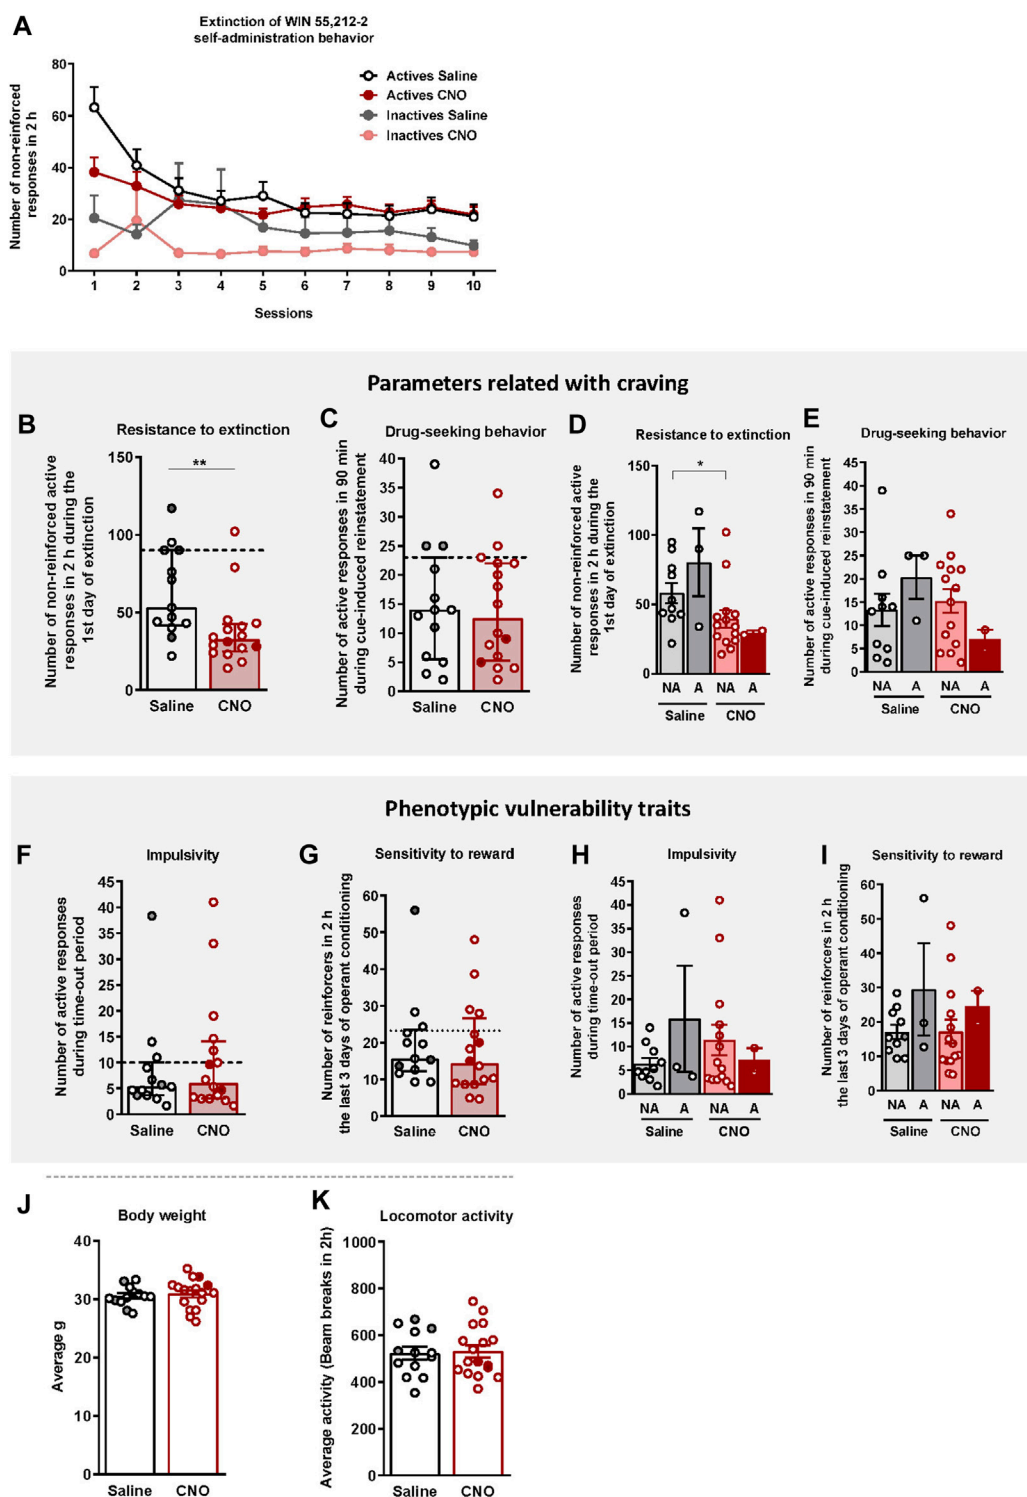 A
Extinction of WIN 55,212-2
self-administration behavior
Number of non-reinforced
responses in 2 h
80
60
40
20
0
1 2 3 4 5 6 7 8 9 10
Sessions
Actives Saline
Actives CNO
Inactives Saline
Inactives CNO
Parameters related with craving
B
Resistance to extinction
Number of non-reinforced active
responses in 2 h during the
1st day of extinction
150
100
50
0
**
Saline CNO
C
Drug-seeking behavior
Number of active responses in 90 min
during cue-induced reinstatement
40
35
30
25
20
15
10
5
0
Saline CNO
D
Resistance to extinction
Number of non-reinforced active
responses in 2 h during the
1st day of extinction
150
100
50
0
*
NA A NA A
Saline CNO
E
Drug-seeking behavior
Number of active responses in 90 min
during cue-induced reinstatement
45
40
35
30
25
20
15
10
5
0
NA A NA A
Saline CNO
Phenotypic vulnerability traits
F
Impulsivity
Number of active responses
during time-out period
45
40
35
30
25
20
15
10
5
0
Saline CNO
G
Sensitivity to reward
Number of reinforcers in 2 h
the last 3 days of operant conditioning
60
50
40
30
20
10
0
Saline CNO
H
Impulsivity
Number of active responses
during time-out period
45
40
35
30
25
20
15
10
5
0
NA A NA A
Saline CNO
I
Sensitivity to reward
Number of reinforcers in 2 h
the last 3 days of operant conditioning
60
50
40
30
20
10
0
NA A NA A
Saline CNO
J
Body weight
Average g
40
30
20
10
0
Saline CNO
K
Locomotor activity
Average activity (Beam breaks in 2h)
1000
800
600
400
200
0
Saline CNO